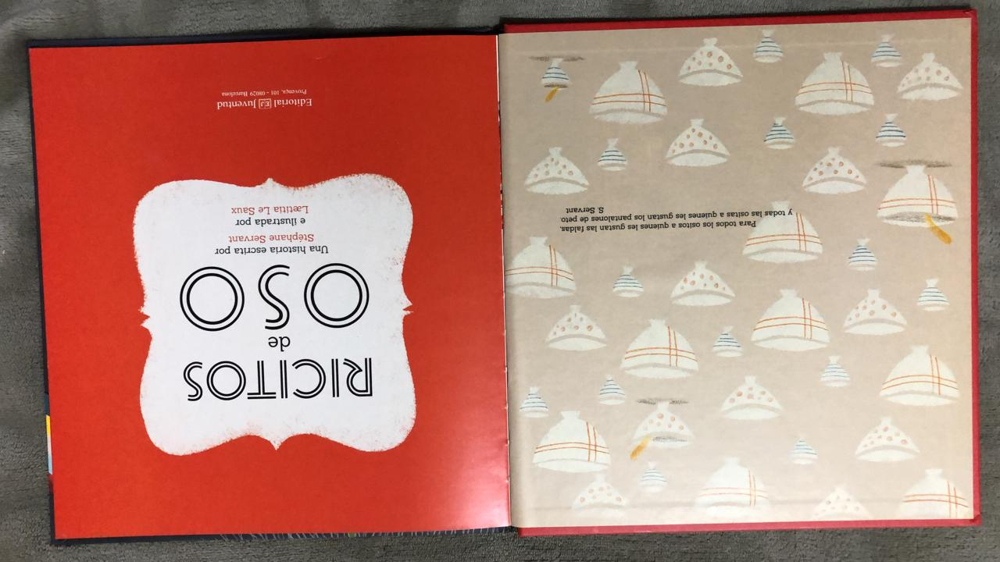 Para todos los ositos a quienes les gustan las faldas,
y todas las ositas a quienes les gustan los pantalones de peto.
S. Servant
RICITOS
de
OSO
Una historia escrita por
Stéphane Servant
e ilustrada por
Lætitia Le Saux
Editorial EJ Juventud
Provença, 101 - 08029 Barcelona